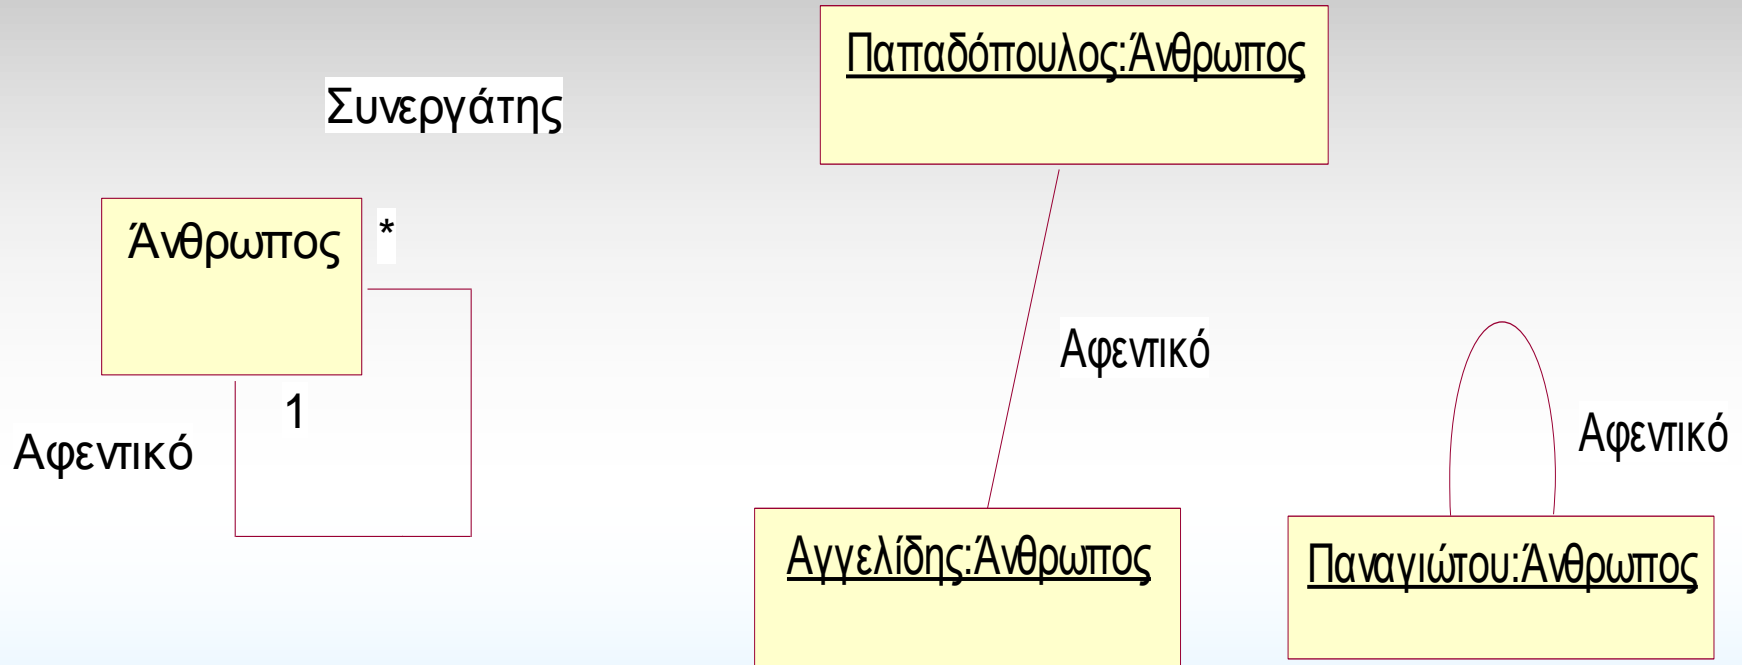 Παπαδόπουλος:Άνθρωπος
Συνεργάτης
Άνθρωπος
*
Αφεντικό
1
Αφεντικό
Αφεντικό
Αγγελίδης:Άνθρωπος
Παναγιώτου:Άνθρωπος